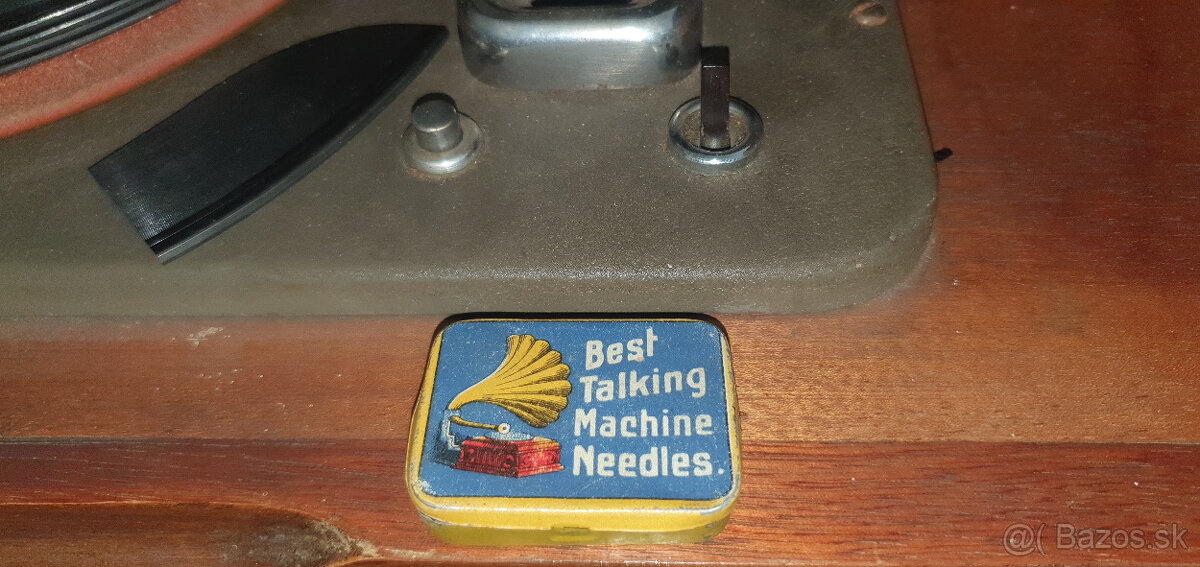 Best
Talking
Machine
Needles.
@( Bazos.sk